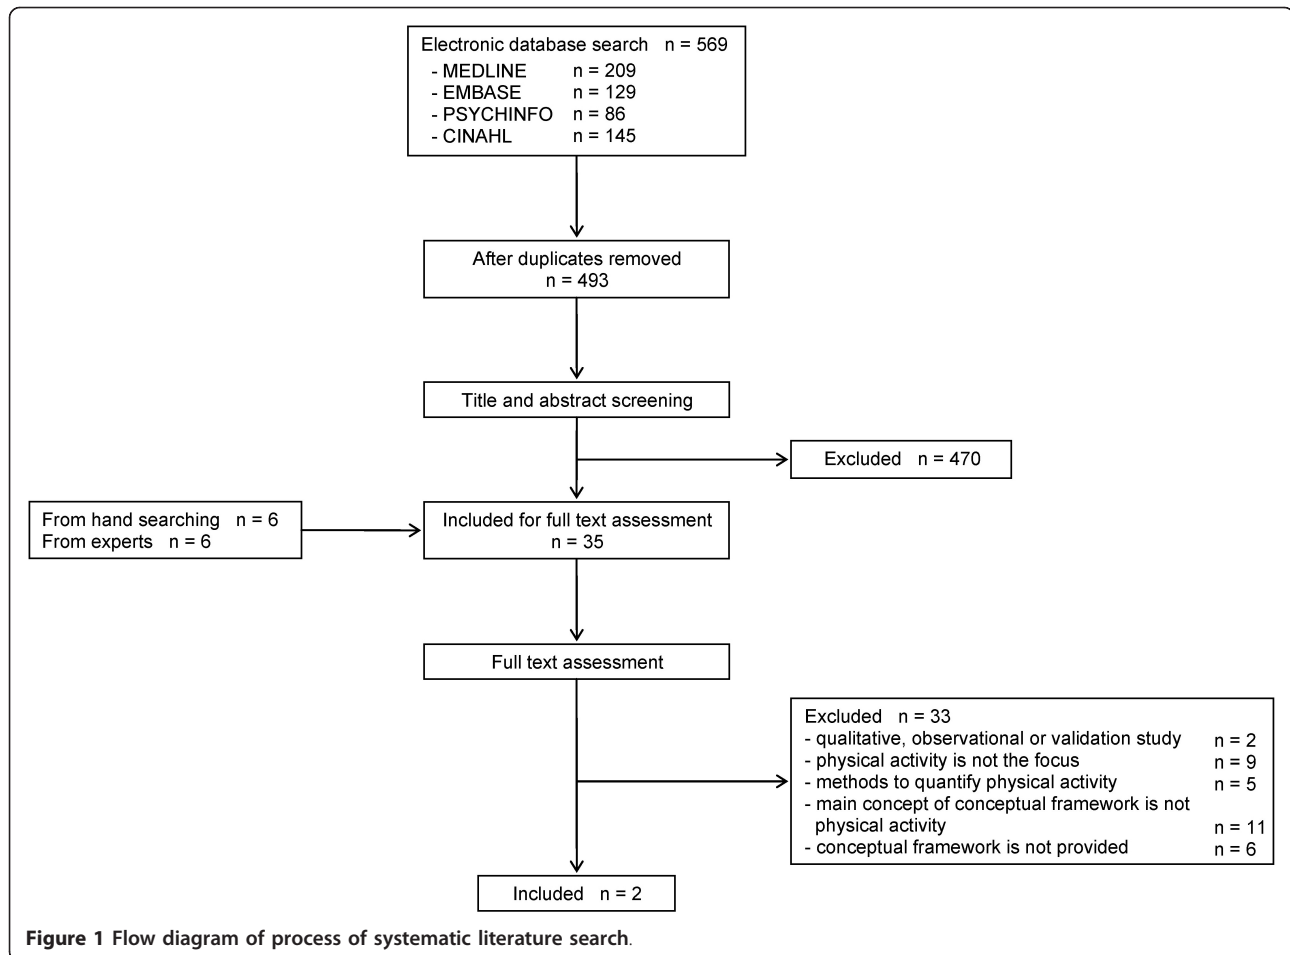 Electronic database search n = 569
- MEDLINE n = 209
- EMBASE n = 129
- PSYCHINFO n = 86
- CINAHL n = 145
After duplicates removed
n = 493
Title and abstract screening
Excluded n = 470
From hand searching n = 6
From experts n = 6
Included for full text assessment
n = 35
Full text assessment
Excluded n = 33
- qualitative, observational or validation study n = 2
- physical activity is not the focus n = 9
- methods to quantify physical activity n = 5
- main concept of conceptual framework is not
physical activity n = 11
- conceptual framework is not provided n = 6
Included n = 2
Figure 1 Flow diagram of process of systematic literature search.